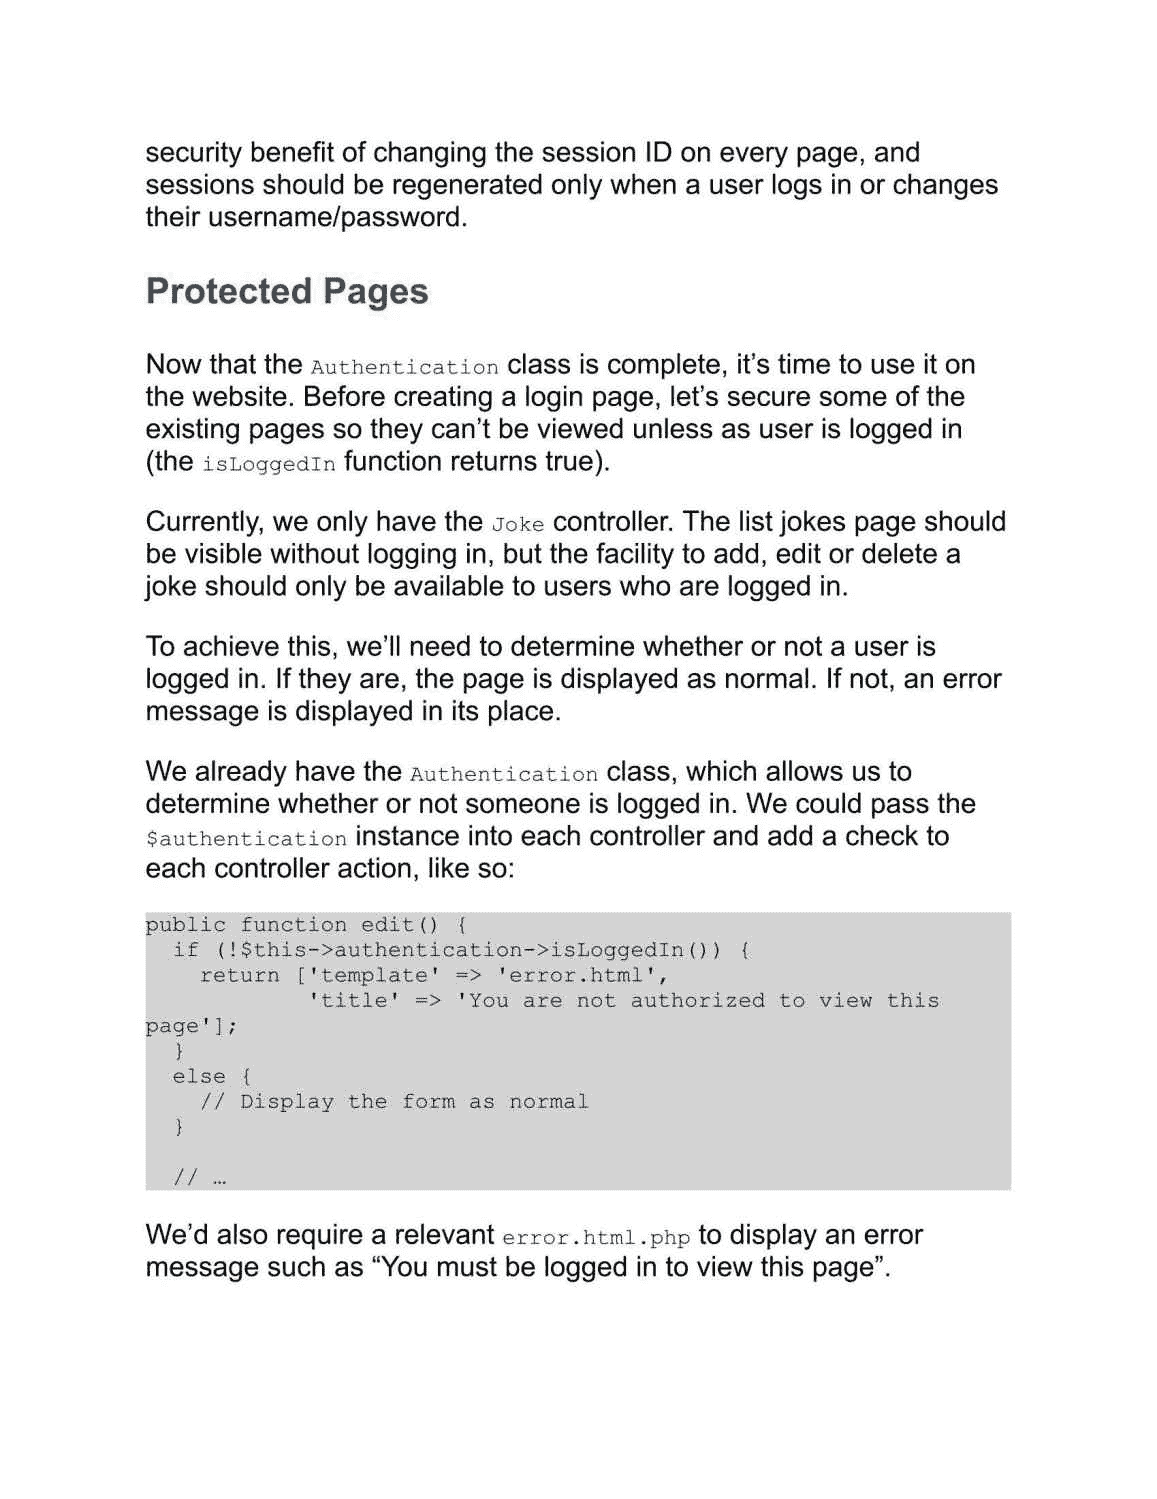 security benefit of changing the session ID on every page, and
sessions should be regenerated only when a user logs in or changes
their username/password.
Protected Pages
Now that the Authentication class is complete, it’s time to use it on
the website. Before creating a login page, let’s secure some of the
existing pages so they can’t be viewed unless as user is logged in
(the isLoggedIn function returns true).
Currently, we only have the Joke controller. The list jokes page should
be visible without logging in, but the facility to add, edit or delete a
joke should only be available to users who are logged in.
To achieve this, we’ll need to determine whether or not a user is
logged in. If they are, the page is displayed as normal. If not, an error
message is displayed in its place.
We already have the Authentication class, which allows us to
determine whether or not someone is logged in. We could pass the
$authentication instance into each controller and add a check to
each controller action, like so:
public function edit() {
  if (!$this->authentication->isLoggedIn()) {
    return ['template' => 'error.html',
            'title' => 'You are not authorized to view this
page'];
  }
  else {
    // Display the form as normal
  }
  // …
We’d also require a relevant error.html.php to display an error
message such as “You must be logged in to view this page”.